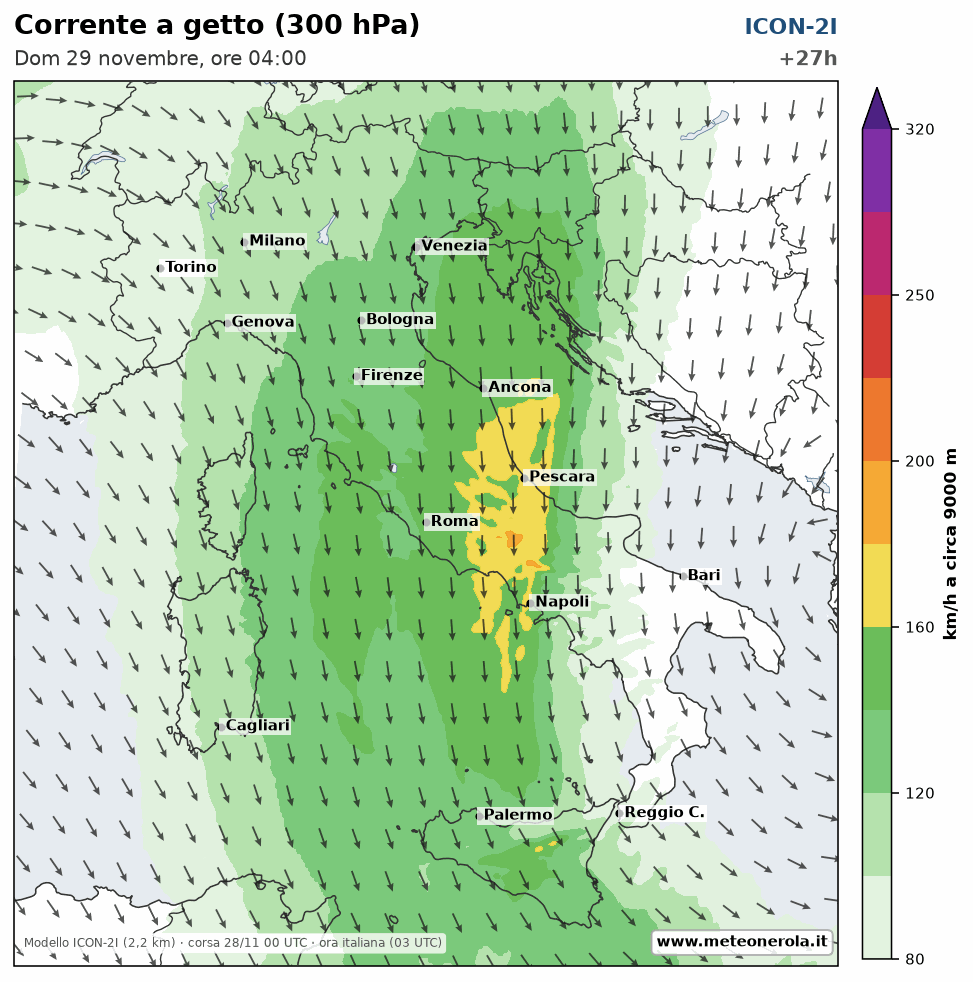 Corrente a getto (300 hPa)
ICON-2I
Dom 29 novembre, ore 04:00
+27h
320
Milano
Venezia
Torino
250
Genova
Bologna
Firenze
Ancona
200
Pescara
Roma
km/h a circa 9000 m
Bari
Napoli
160
Cagliari
120
Palermo
Reggio C.
Modello ICON-2I (2,2 km) · corsa 28/11 00 UTC · ora italiana (03 UTC)
www.meteonerola.it
80